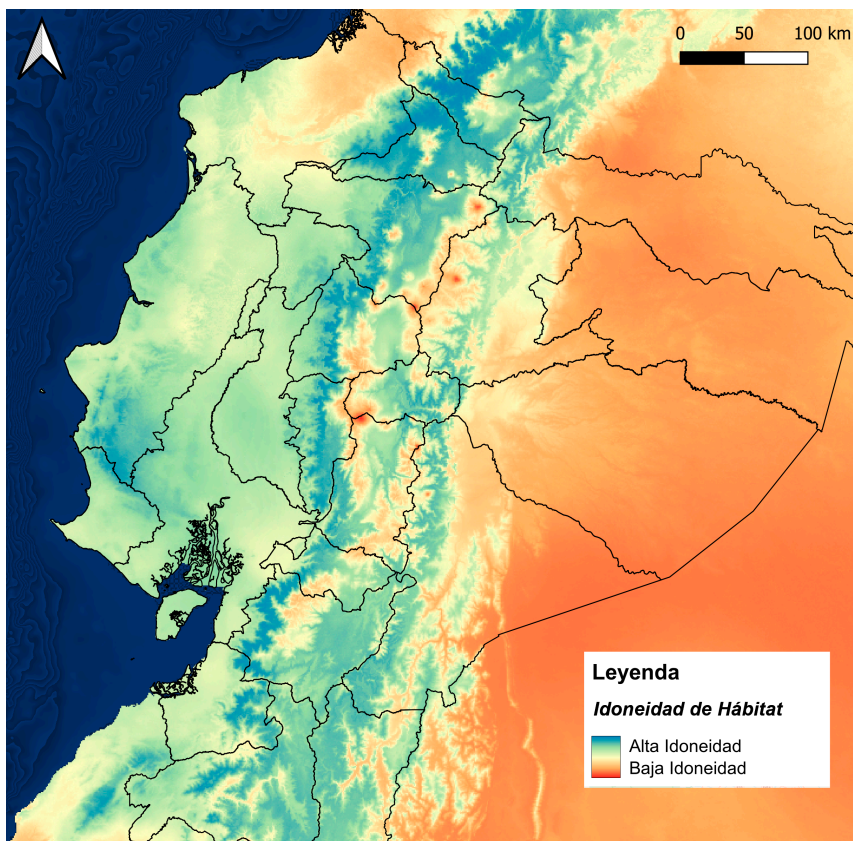 0 50 100 km
Leyenda
Idoneidad de Hábitat
Alta Idoneidad
Baja Idoneidad